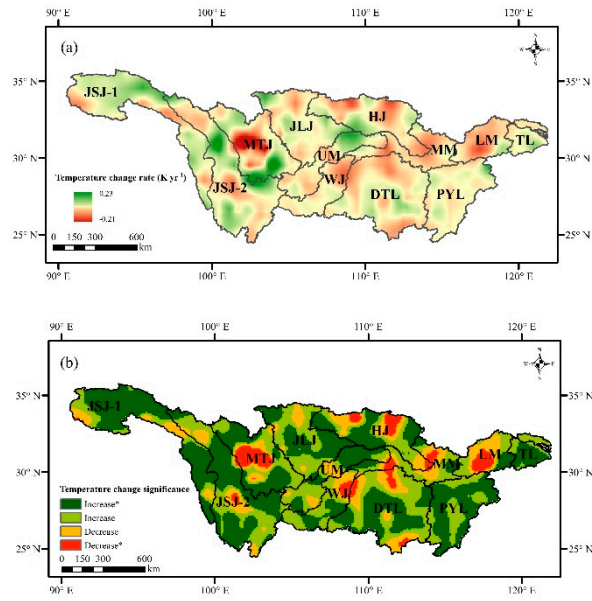 90° E 100° E 110° E 120° E
(a)
N
35° N 35° N
JSJ-1
HJ
JLJ
MTJ
30° N UM MM LM TL 30° N
Temperature change rate (K yr⁻¹)
WJ
JSJ-2
0.23
DTL PYL
-0.21
25° N 0 150 300 600 25° N
km
90° E 100° E 110° E 120° E
90° E 100° E 110° E 120° E
(b)
N
35° N 35° N
JSJ-1
HJ
JLJ
MTJ
30° N UM MM LM TL 30° N
WJ
Temperature change significance
JSJ-2
Increase*
Increase
DTL PYL
Decrease
Decrease*
25° N 0 150 300 600 25° N
km
90° E 100° E 110° E 120° E